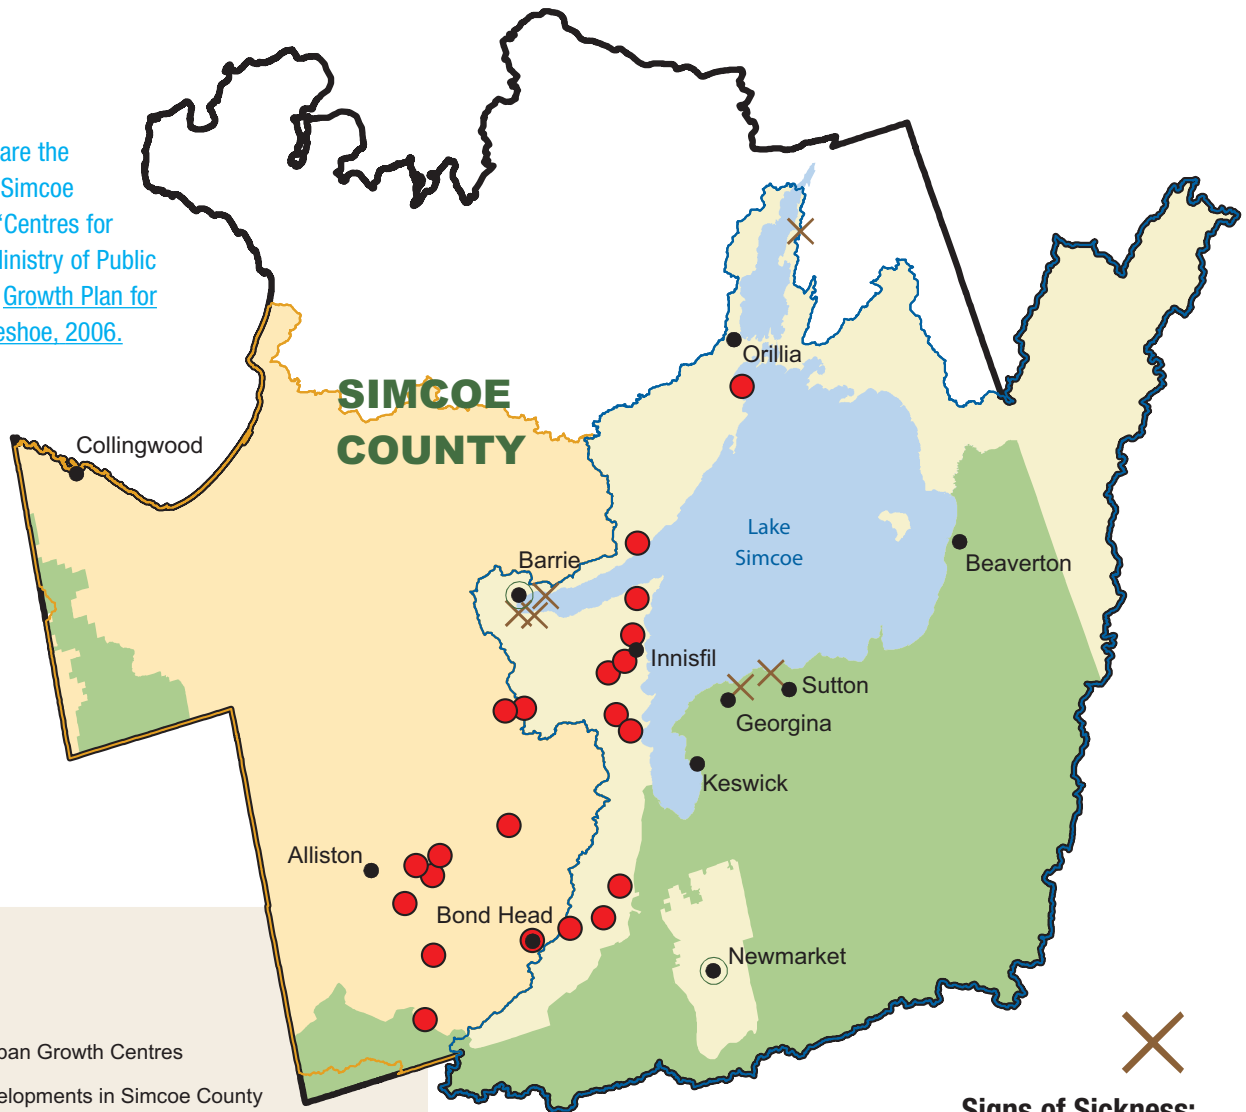 are the
Simcoe
‘Centres for
Ministry of Public
Growth Plan for
eshoe, 2006.
Orillia
SIMCOE
COUNTY
Collingwood
Lake
Simcoe
Barrie
Beaverton
Innisfil
Sutton
Georgina
Keswick
Alliston
Bond Head
Newmarket
ban Growth Centres
elopments in Simcoe County
Signs of Sickness: